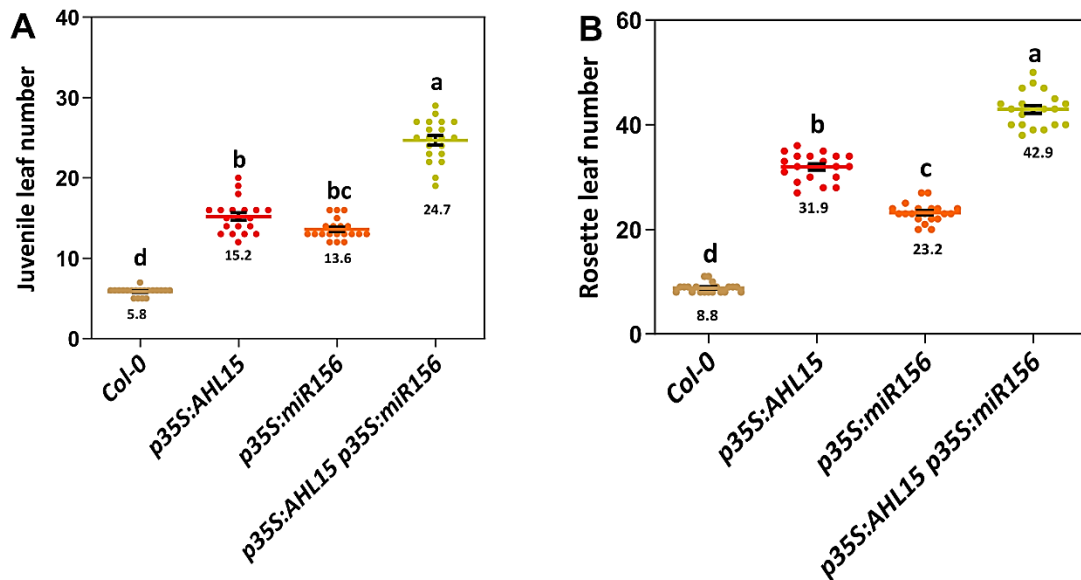 A
Juvenile leaf number
40
30
20
10
0
d
5.8
b
15.2
bc
13.6
a
24.7
Col-0
p35S:AHL15
p35S:miR156
p35S:AHL15 p35S:miR156
B
Rosette leaf number
60
40
20
0
d
8.8
b
31.9
c
23.2
a
42.9
Col-0
p35S:AHL15
p35S:miR156
p35S:AHL15 p35S:miR156